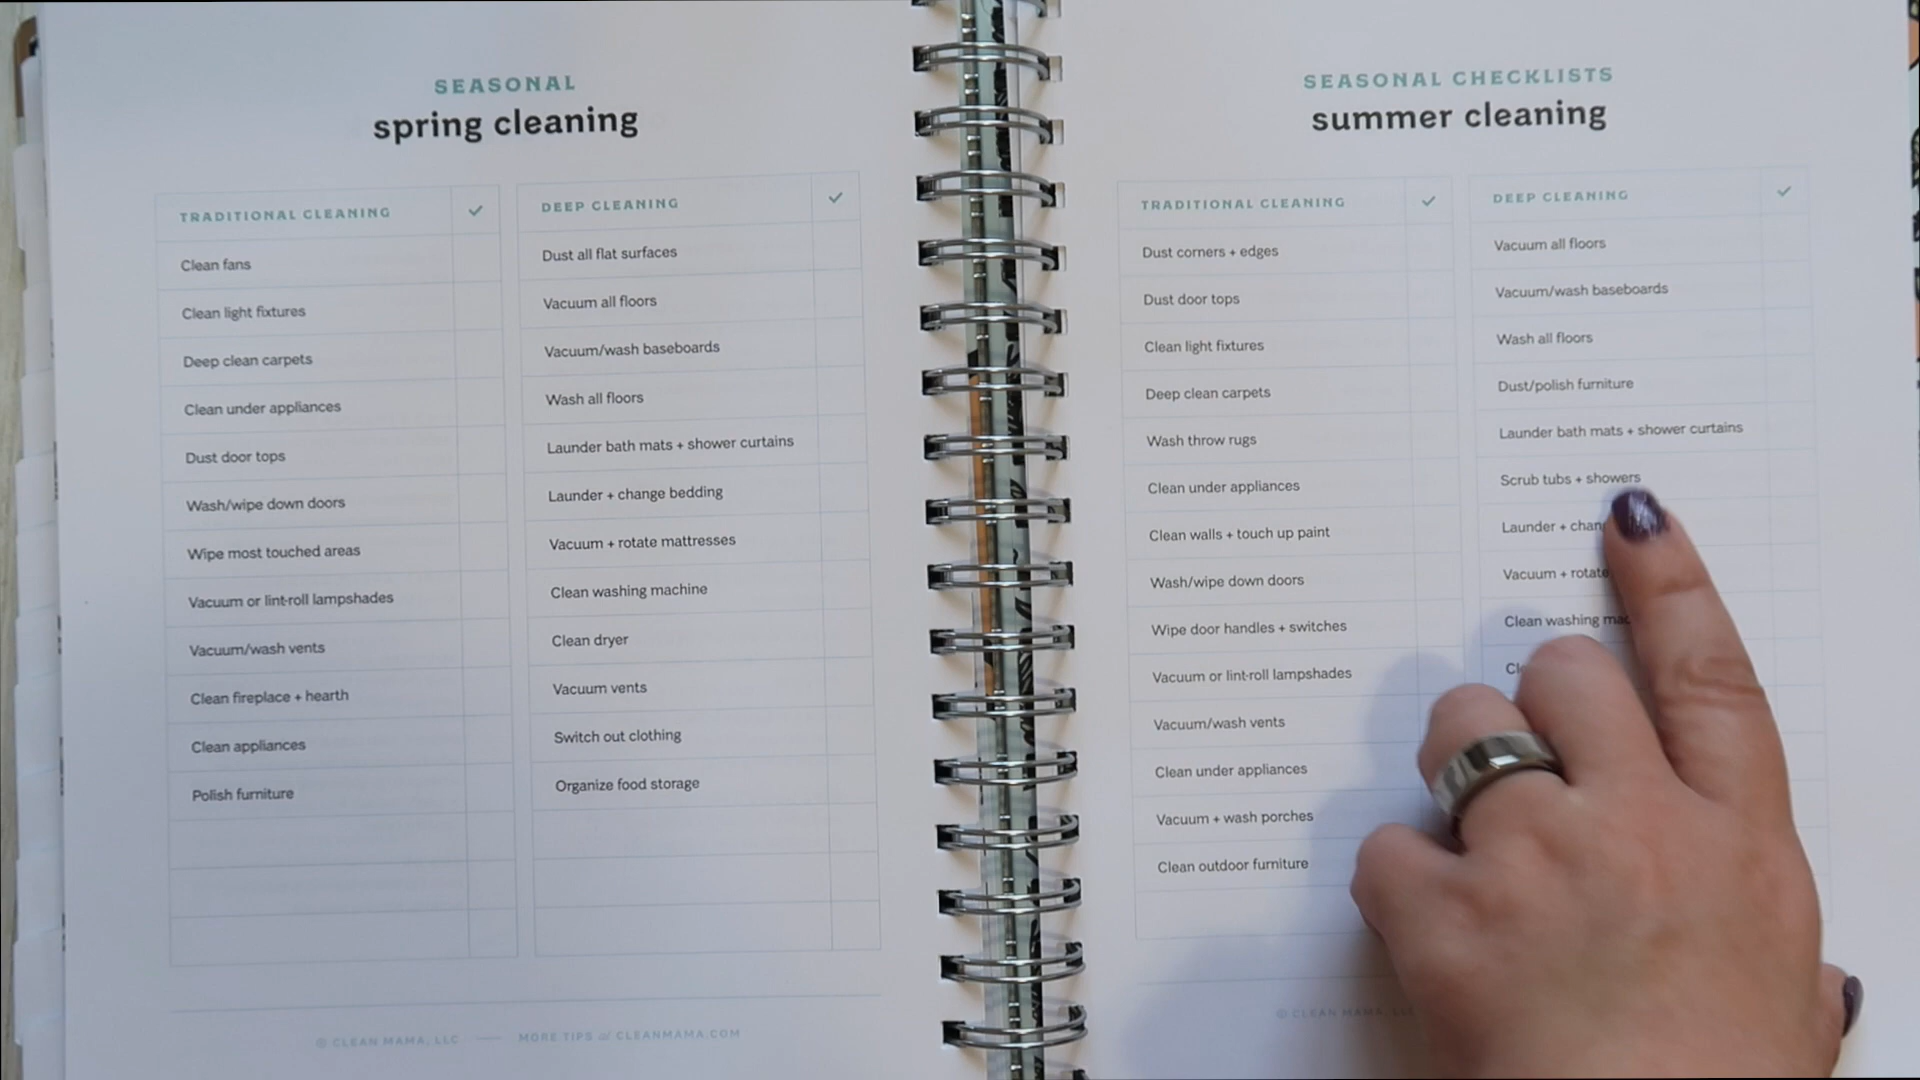 SEASONAL
spring cleaning
TRADITIONAL CLEANING
Clean fans
Clean light fixtures
Deep clean carpets
Clean under appliances
Dust door tops
Wash/wipe down doors
Wipe most touched areas
Vacuum or lint-roll lampshades
Vacuum/wash vents
Clean fireplace + hearth
Clean appliances
Polish furniture
DEEP CLEANING
Dust all flat surfaces
Vacuum all floors
Vacuum/wash baseboards
Wash all floors
Launder bath mats + shower curtains
Launder + change bedding
Vacuum + rotate mattresses
Clean washing machine
Clean dryer
Vacuum vents
Switch out clothing
Organize food storage
© CLEAN MAMA, LLC — MORE TIPS at CLEANMAMA.COM
SEASONAL CHECKLISTS
summer cleaning
TRADITIONAL CLEANING
Dust corners + edges
Dust door tops
Clean light fixtures
Deep clean carpets
Wash throw rugs
Clean under appliances
Clean walls + touch up paint
Wash/wipe down doors
Wipe door handles + switches
Vacuum or lint-roll lampshades
Vacuum/wash vents
Clean under appliances
Vacuum + wash porches
Clean outdoor furniture
DEEP CLEANING
Vacuum all floors
Vacuum/wash baseboards
Wash all floors
Dust/polish furniture
Launder bath mats + shower curtains
Scrub tubs + showers
Launder +
Vacuum + rotate
Clean washing
© CLEAN MAMA, LLC